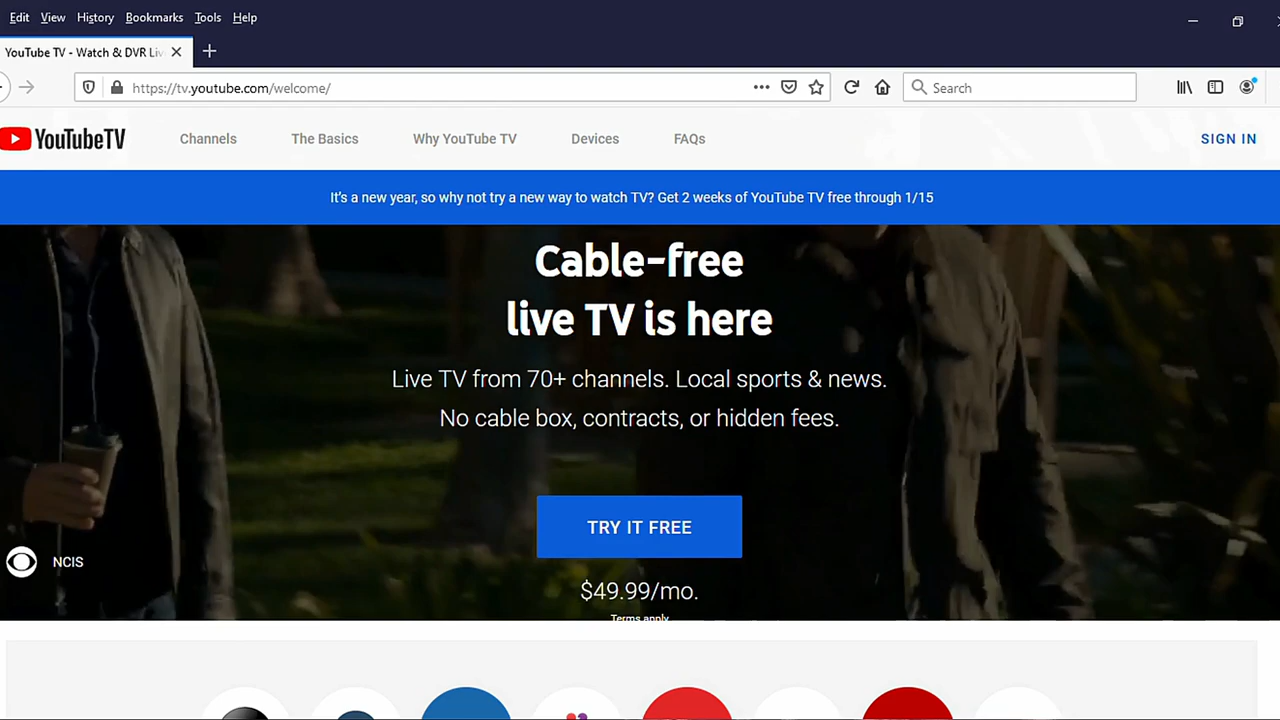 Edit View History Bookmarks Tools Help
YouTube TV - Watch & DVR Liv
https://tv.youtube.com/welcome/
Search
YouTubeTV Channels The Basics Why YouTube TV Devices FAQs SIGN IN
It's a new year, so why not try a new way to watch TV? Get 2 weeks of YouTube TV free through 1/15
Cable-free
live TV is here
Live TV from 70+ channels. Local sports & news.
No cable box, contracts, or hidden fees.
TRY IT FREE
NCIS
$49.99/mo.
Terms apply